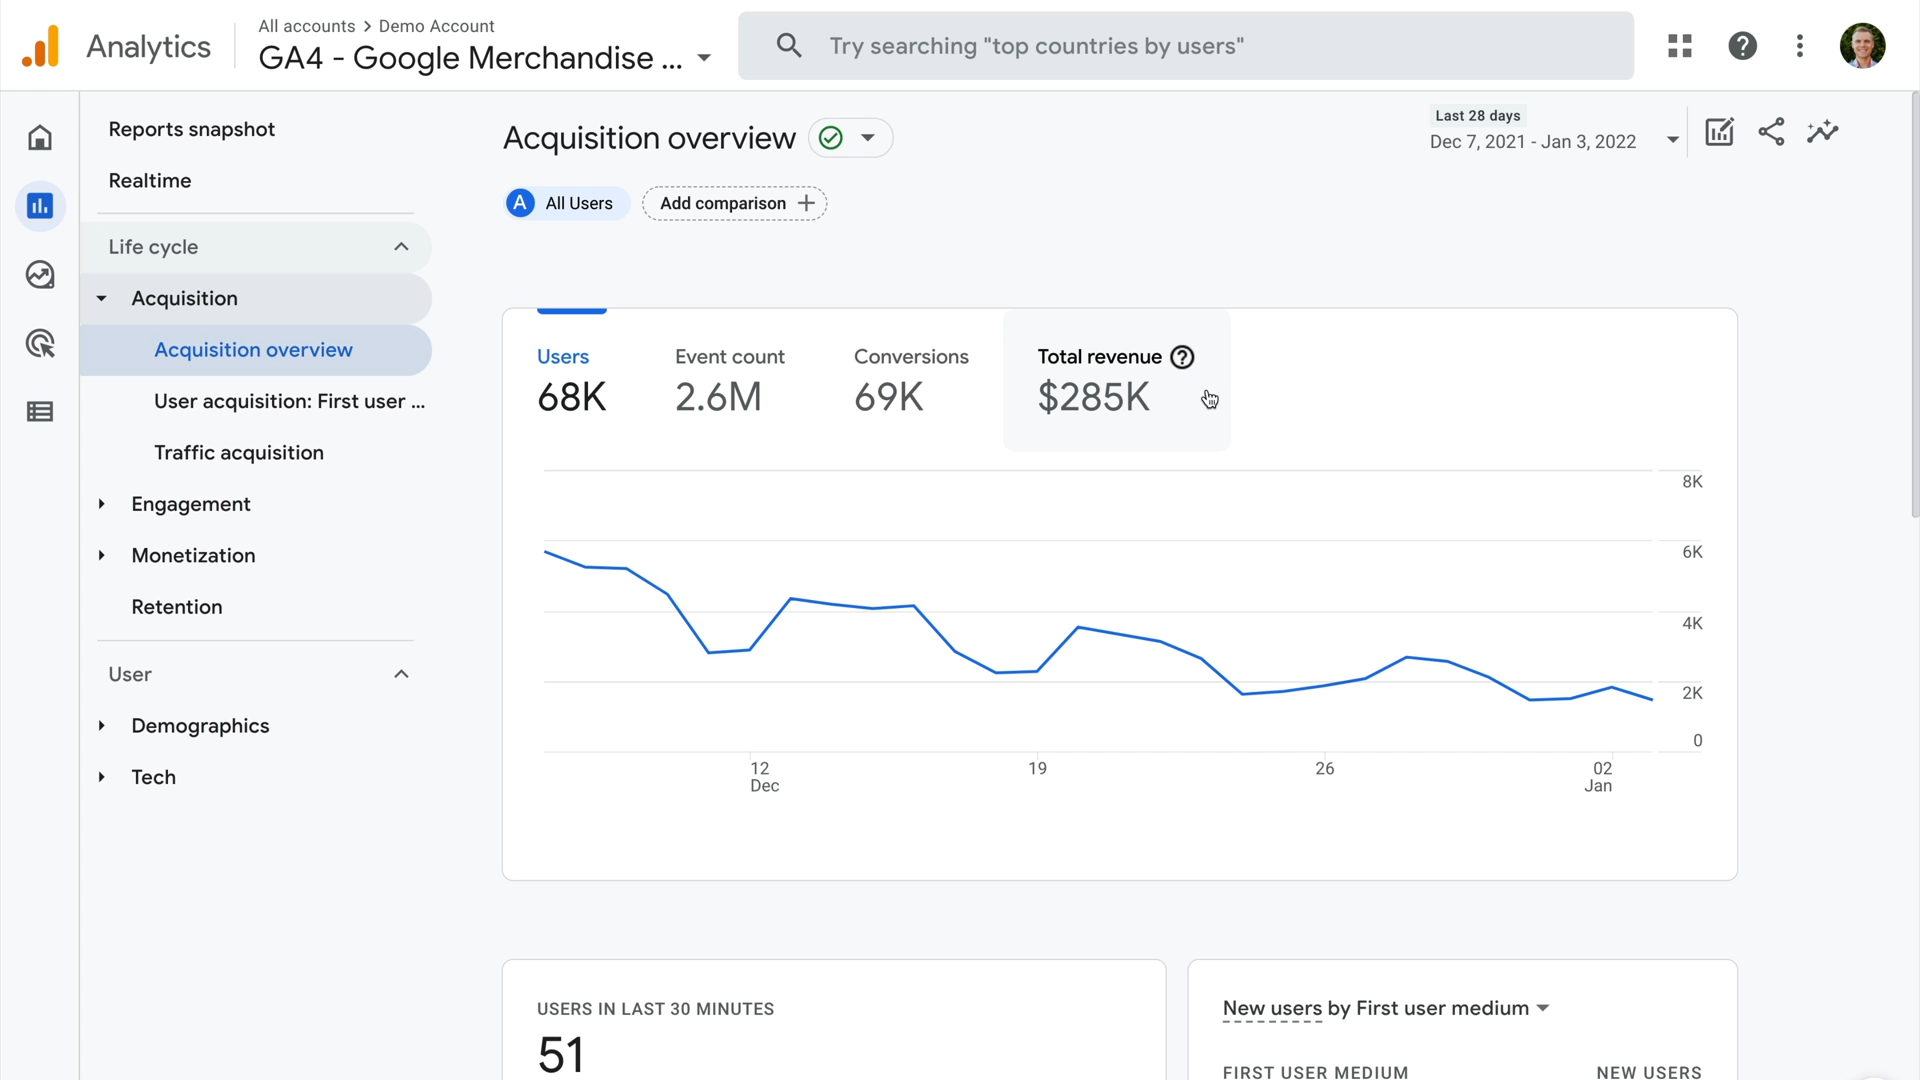 Analytics
All accounts > Demo Account
GA4 - Google Merchandise ...
Try searching "top countries by users"
Reports snapshot
Realtime
Life cycle
Acquisition
Acquisition overview
User acquisition: First user ...
Traffic acquisition
Engagement
Monetization
Retention
User
Demographics
Tech
Acquisition overview
Last 28 days
Dec 7, 2021 - Jan 3, 2022
A All Users
Add comparison +
Users
68K
Event count
2.6M
Conversions
69K
Total revenue
$285K
8K
6K
4K
2K
0
12
Dec
19
26
02
Jan
USERS IN LAST 30 MINUTES
51
New users by First user medium
FIRST USER MEDIUM NEW USERS